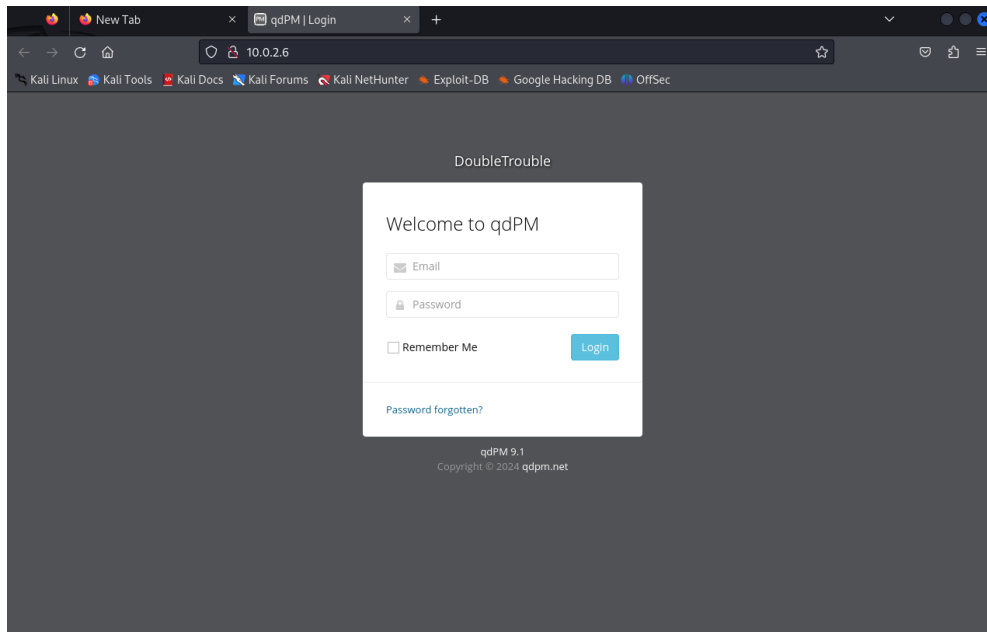 New Tab
qdPM | Login
10.0.2.6
Kali Linux Kali Tools Kali Docs Kali Forums Kali NetHunter Exploit-DB Google Hacking DB OffSec
DoubleTrouble
Welcome to qdPM
Email
Password
Remember Me Login
Password forgotten?
qdPM 9.1
Copyright © 2024 qdpm.net